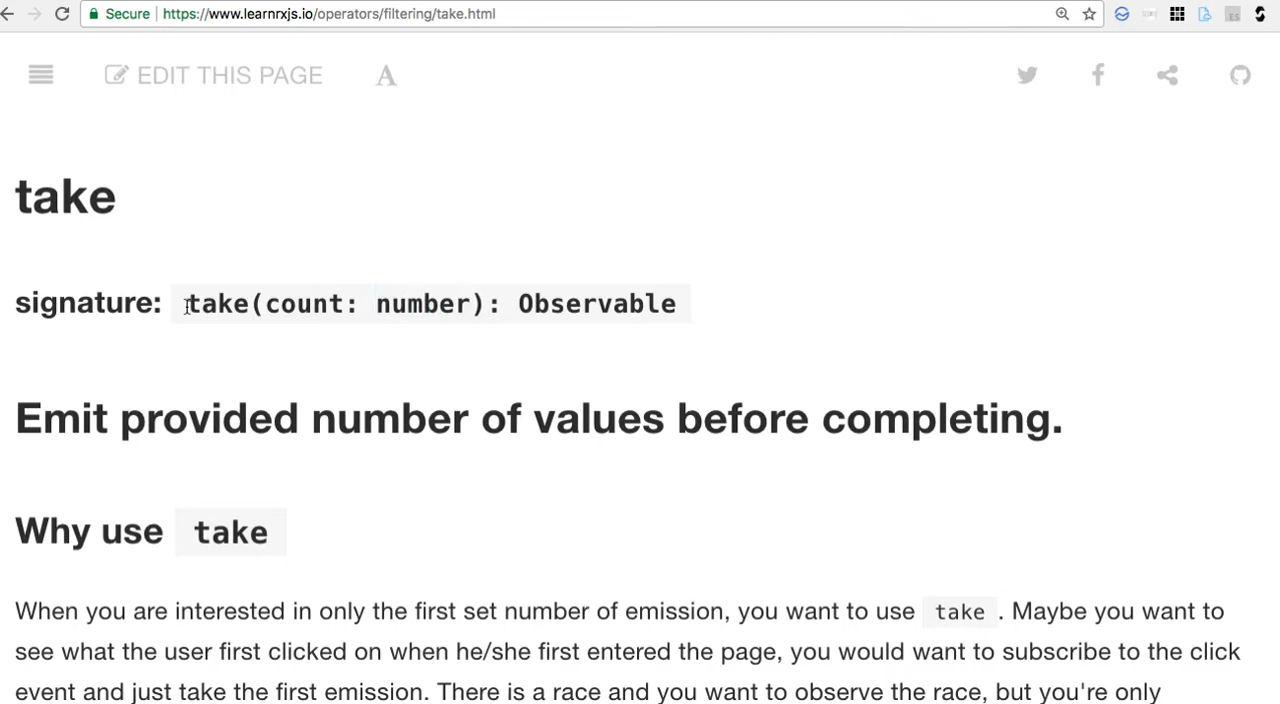 Secure | https://www.learnrxjs.io/operators/filtering/take.html
EDIT THIS PAGE A
take
signature: take(count: number): Observable
Emit provided number of values before completing.
Why use take
When you are interested in only the first set number of emission, you want to use take. Maybe you want to
see what the user first clicked on when he/she first entered the page, you would want to subscribe to the click
event and just take the first emission. There is a race and you want to observe the race, but you're only